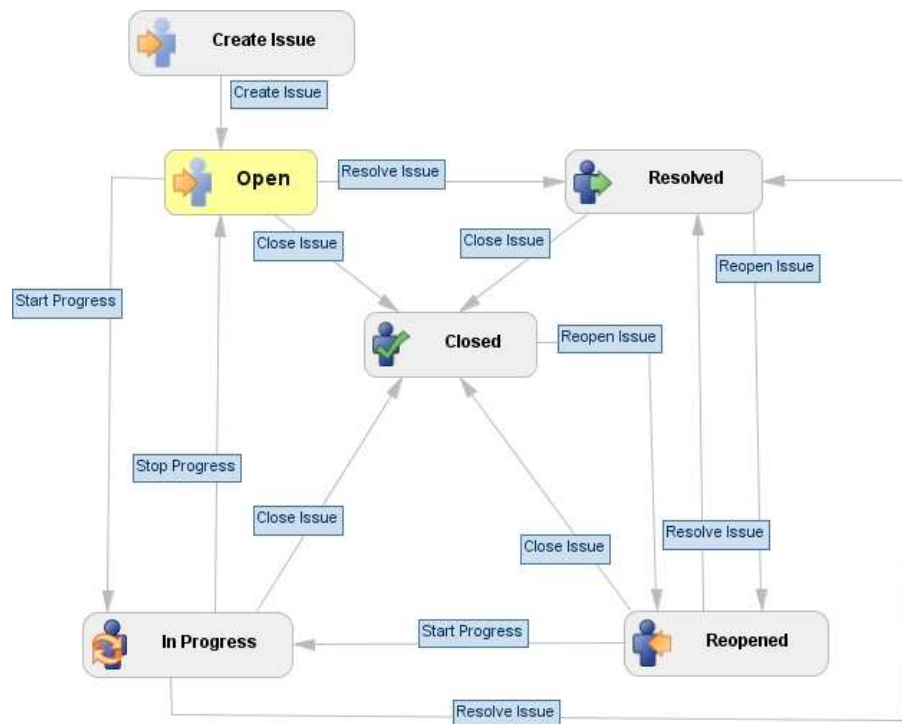 Create Issue
Create Issue
Open
Resolve Issue
Resolved
Close Issue
Close Issue
Reopen Issue
Start Progress
Closed
Reopen Issue
Stop Progress
Close Issue
Close Issue
Resolve Issue
In Progress
Start Progress
Reopened
Resolve Issue